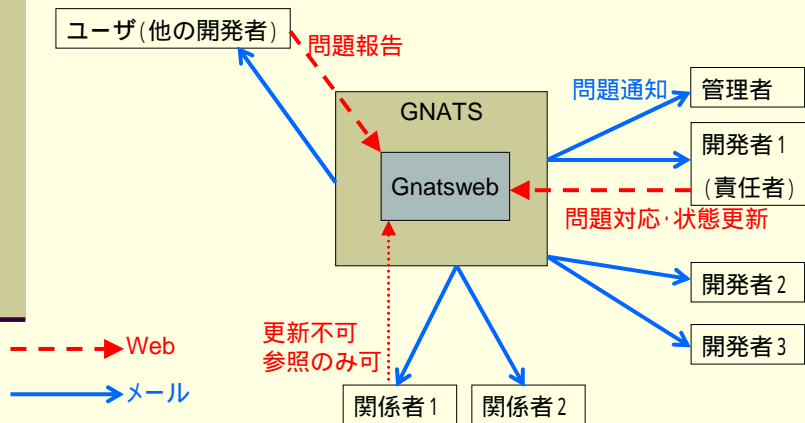 ユーザ(他の開発者)
問題報告
問題通知
管理者
GNATS
開発者1
(責任者)
Gnatsweb
問題対応・状態更新
開発者2
開発者3
更新不可
参照のみ可
Web
メール
関係者1
関係者2